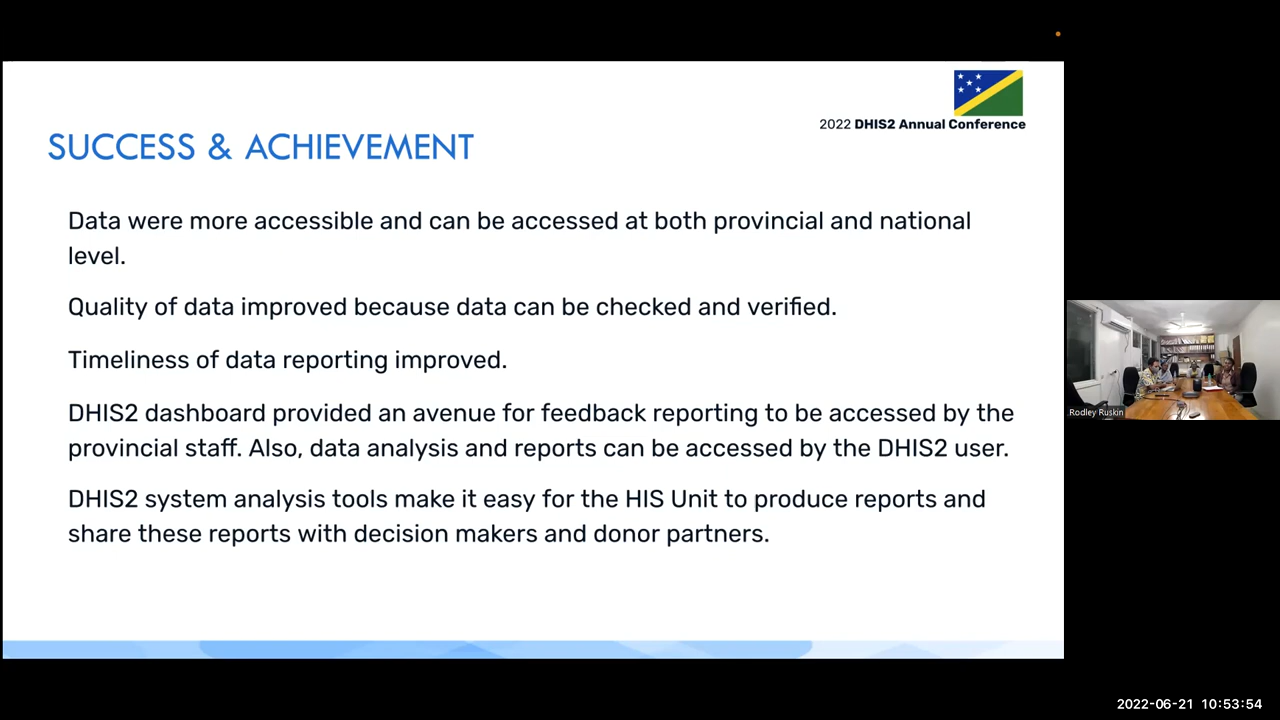 2022 DHIS2 Annual Conference
SUCCESS & ACHIEVEMENT
Data were more accessible and can be accessed at both provincial and national
level.
Quality of data improved because data can be checked and verified.
Timeliness of data reporting improved.
DHIS2 dashboard provided an avenue for feedback reporting to be accessed by the
provincial staff. Also, data analysis and reports can be accessed by the DHIS2 user.
DHIS2 system analysis tools make it easy for the HIS Unit to produce reports and
share these reports with decision makers and donor partners.
Rodley Ruskin
2022-06-21 10:53:54